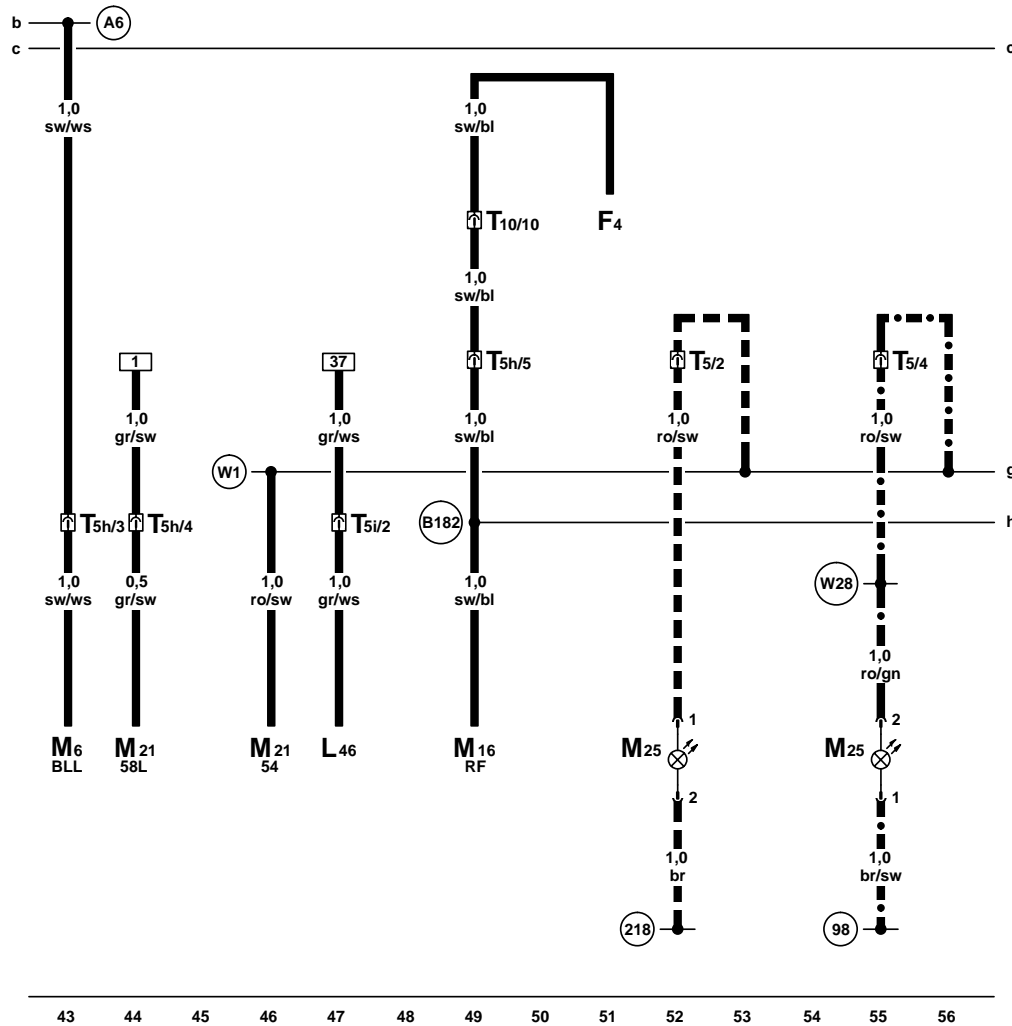 b A6
c c
1,0 1,0
sw/ws sw/bl
T10/10 F4
1,0
sw/bl
1 37 T5h/5 T5/2 T5/4
1,0 1,0 1,0 1,0 1,0
gr/sw gr/ws sw/bl ro/sw ro/sw
W1 g
T5h/3 T5h/4 T5i/2 B182 h
1,0 0,5 1,0 1,0 1,0 W28
sw/ws gr/sw ro/sw gr/ws sw/bl
1,0
ro/gn
1 2
M6 M21 M21 L46 M16 M25 M25
BLL 58L 54 RF
2 1
1,0 1,0
br br/sw
218 98
43 44 45 46 47 48 49 50 51 52 53 54 55 56